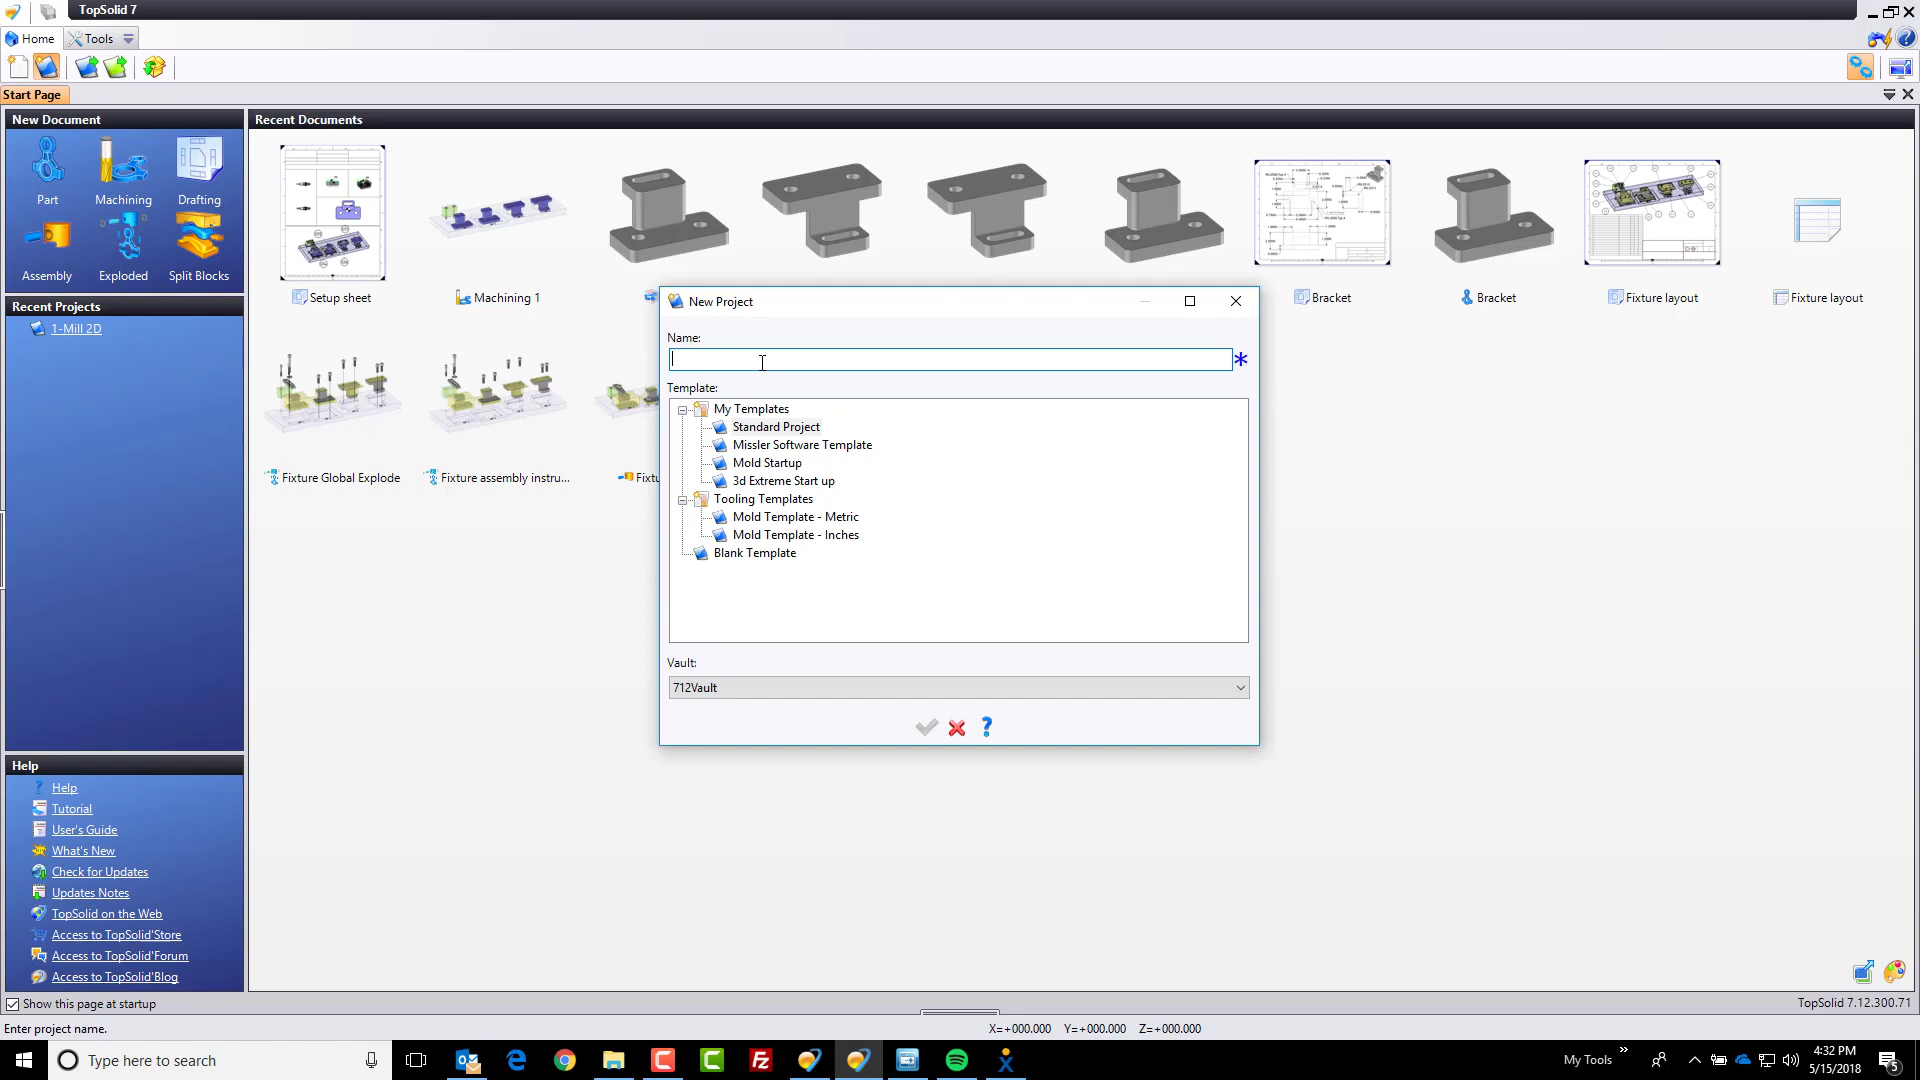 TopSolid 7
Home Tools
Start Page
New Document
Part Machining Drafting
Assembly Exploded Split Blocks
Recent Projects
1-Mill 2D
Help
Help
Tutorial
User's Guide
What's New
Check for Updates
Updates Notes
TopSolid on the Web
Access to TopSolid'Store
Access to TopSolid'Forum
Access to TopSolid'Blog
Recent Documents
Setup sheet Machining 1 Bracket Bracket Fixture layout Fixture layout
Fixture Global Explode Fixture assembly instru... Fixtu
New Project
Name:
*
Template:
My Templates
Standard Project
Missler Software Template
Mold Startup
3d Extreme Start up
Tooling Templates
Mold Template - Metric
Mold Template - Inches
Blank Template
Vault:
712Vault
?
Show this page at startup
TopSolid 7.12.300.71
Enter project name.
X=+000.000 Y=+000.000 Z=+000.000
Type here to search
My Tools
4:32 PM
5/15/2018
5